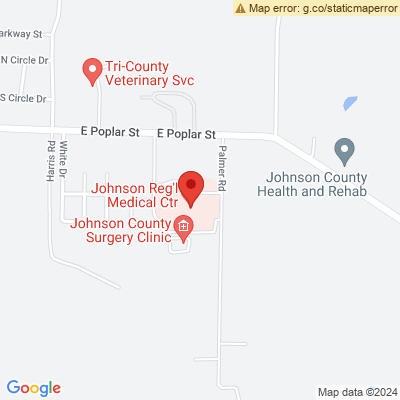 Map error: g.co/staticmaperror
arkway St
N Circle Dr
Tri-County
Veterinary Svc
S Circle Dr
E Poplar St
E Poplar St
White Dr
Harris Rd
Palmer Rd
Johnson County
Health and Rehab
Johnson Reg'l
Medical Ctr
Johnson County
Surgery Clinic
Google
Map data ©2024